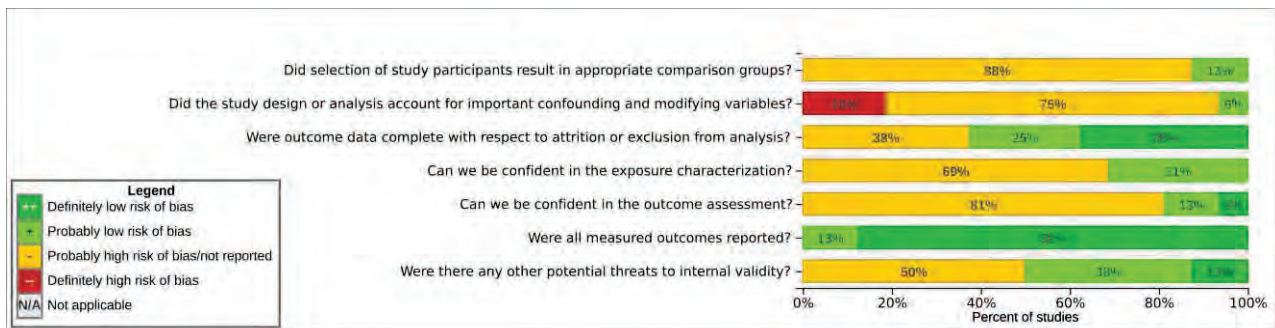 Did selection of study participants result in appropriate comparison groups? 88% 13%
Did the study design or analysis account for important confounding and modifying variables? 75% 6%
Were outcome data complete with respect to attrition or exclusion from analysis? 38% 25% 38%
Can we be confident in the exposure characterization? 69% 31%
Can we be confident in the outcome assessment? 81% 13% 6%
Were all measured outcomes reported? 13% 88%
Were there any other potential threats to internal validity? 50% 38% 13%
0% 20% 40% 60% 80% 100%
Percent of studies
Legend
++ Definitely low risk of bias
+ Probably low risk of bias
- Probably high risk of bias/not reported
-- Definitely high risk of bias
N/A Not applicable